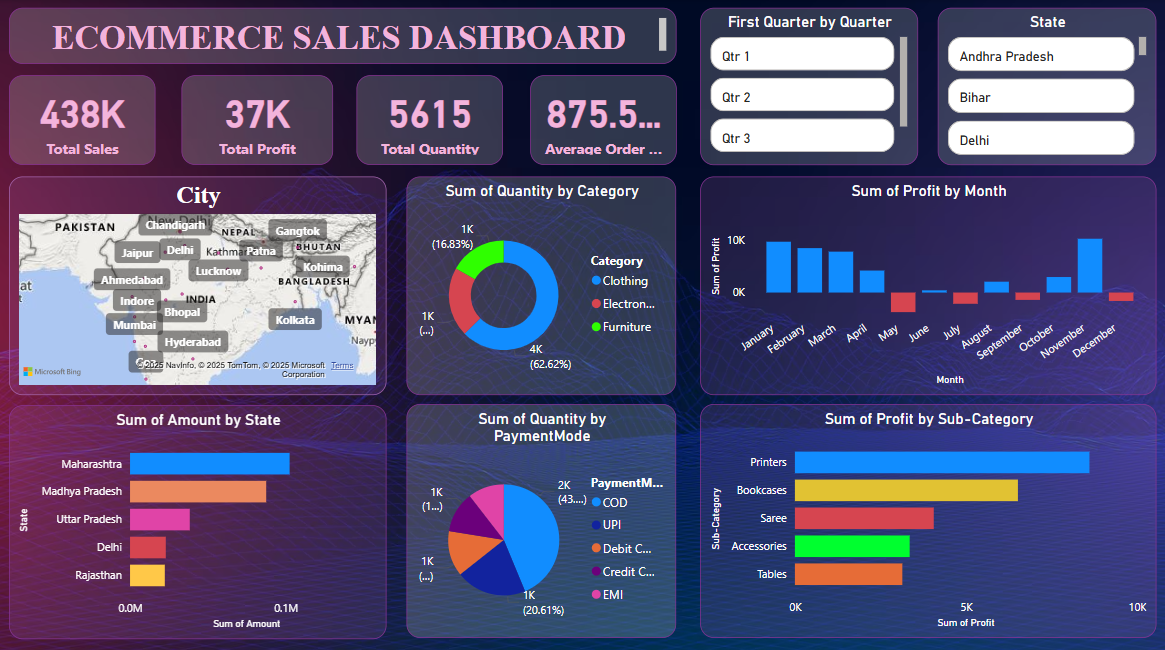 ECOMMERCE SALES DASHBOARD
438K
Total Sales
37K
Total Profit
5615
Total Quantity
875.5...
Average Order ...
First Quarter by Quarter
Qtr 1
Qtr 2
Qtr 3
State
Andhra Pradesh
Bihar
Delhi
City
New Delhi
PAKISTAN
Chandigarh
NEPAL
Gangtok
Jaipur
Delhi
Kathma
Patna
BHUTAN
Lucknow
Kohima
Ahmedabad
BANGLADESH
Indore
INDIA
Bhopal
Mumbai
Kolkata
MYAN
Hyderabad
Naypy
at
© 2025 NavInfo, © 2025 TomTom, © 2025 Microsoft Corporation
Terms
Microsoft Bing
Sum of Quantity by Category
1K
(16.83%)
1K
(...)
4K
(62.62%)
Category
Clothing
Electron...
Furniture
Sum of Profit by Month
Sum of Profit
10K
0K
January
February
March
April
May
June
July
August
September
October
November
December
Month
Sum of Amount by State
State
Maharashtra
Madhya Pradesh
Uttar Pradesh
Delhi
Rajasthan
0.0M
0.1M
Sum of Amount
Sum of Quantity by
PaymentMode
1K
(1...)
2K
(43....)
1K
(...)
1K
(20.61%)
PaymentM...
COD
UPI
Debit C...
Credit C...
EMI
Sum of Profit by Sub-Category
Sub-Category
Printers
Bookcases
Saree
Accessories
Tables
0K
5K
10K
Sum of Profit